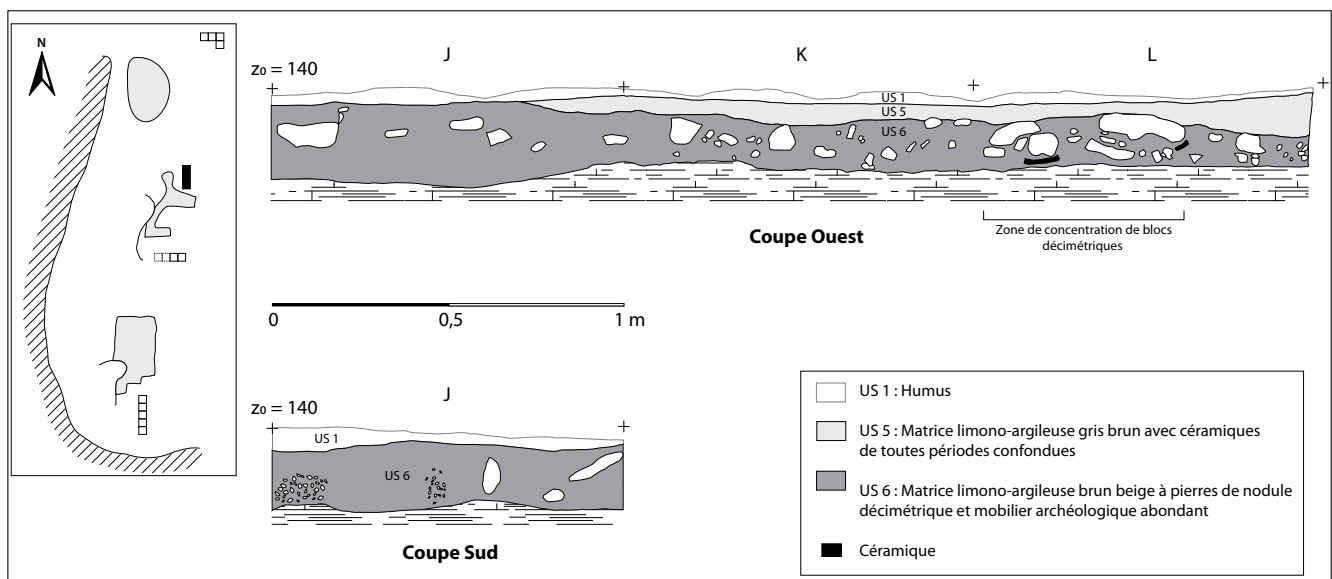 N
J K L
Z0 = 140
US 1
US 5
US 6
Coupe Ouest
Zone de concentration de blocs
décimétriques
0 0,5 1 m
J
Z0 = 140
US 1
US 6
Coupe Sud
US 1 : Humus
US 5 : Matrice limono-argileuse gris brun avec céramiques
de toutes périodes confondues
US 6 : Matrice limono-argileuse brun beige à pierres de nodule
décimétrique et mobilier archéologique abondant
Céramique